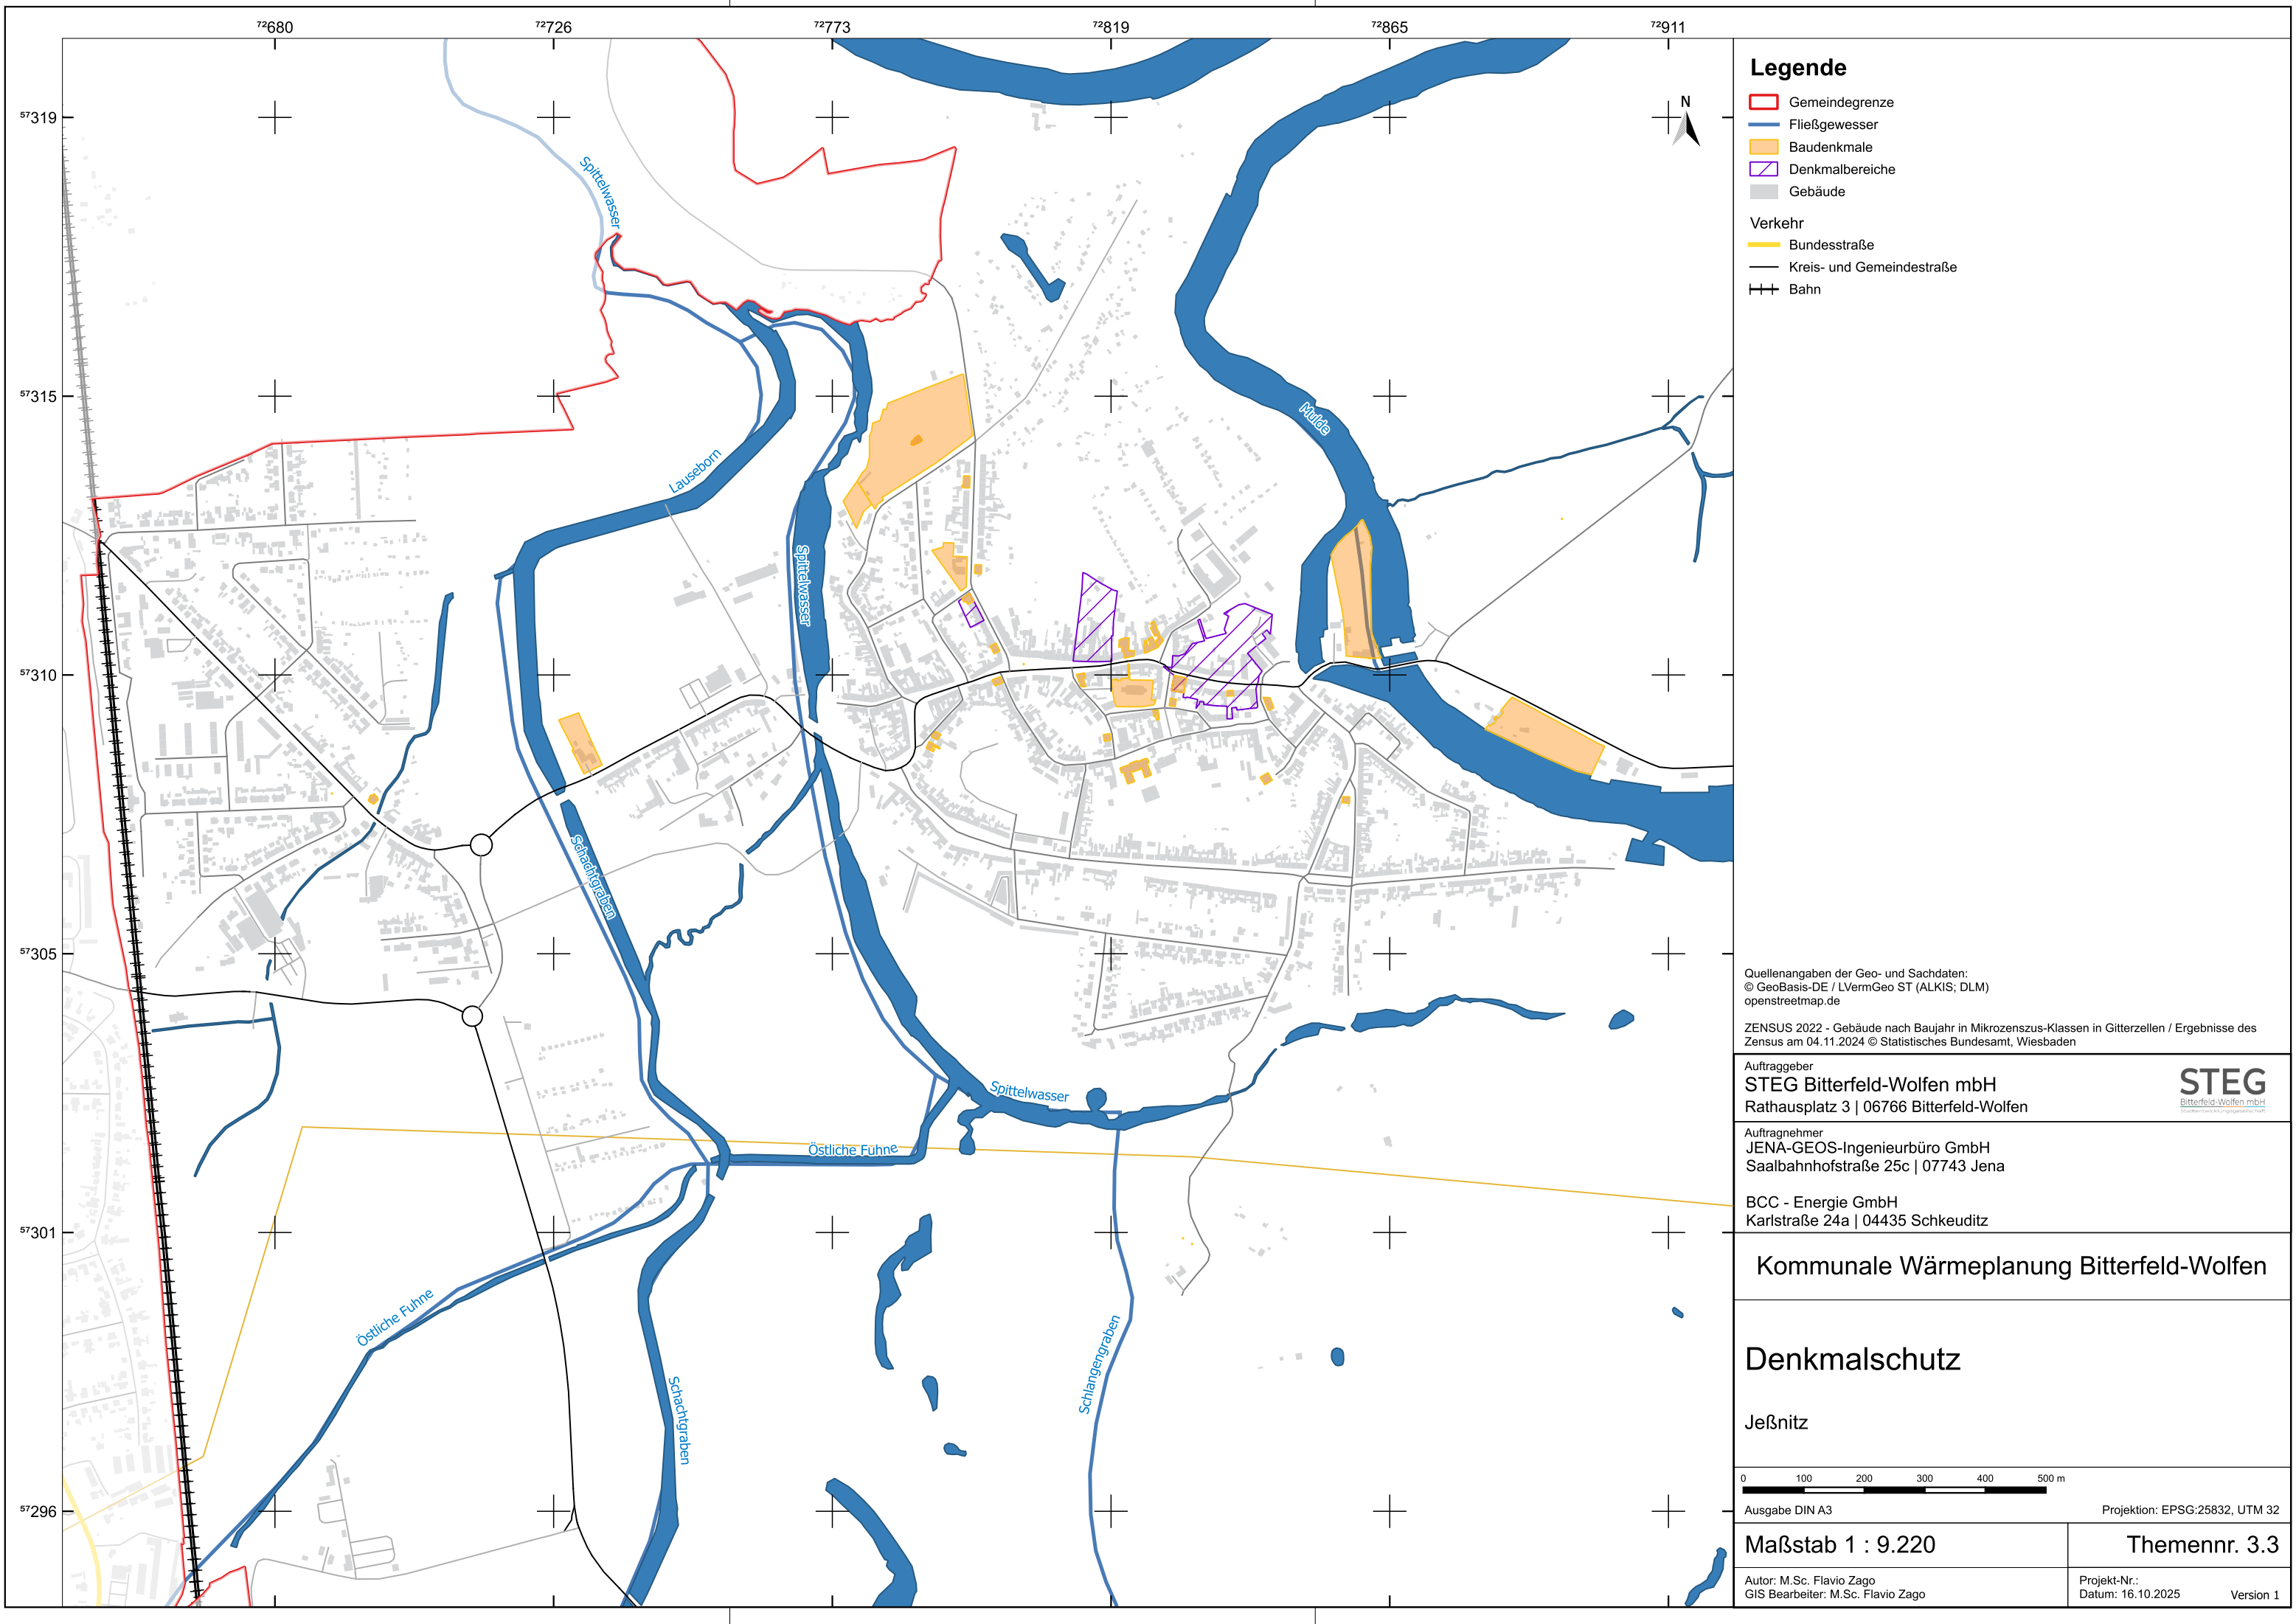 72680 72726 72773 72819 72865 72911
57319
57315
57310
57305
57301
57296
Spittelwasser
Lauseborn
Spittelwasser
Mulde
Schachtgraben
Spittelwasser
Östliche Fuhne
Östliche Fuhne
Schlangengraben
Schachtgraben
N
Legende
Gemeindegrenze
Fließgewesser
Baudenkmale
Denkmalbereiche
Gebäude
Verkehr
Bundesstraße
Kreis- und Gemeindestraße
Bahn
Quellenangaben der Geo- und Sachdaten:
© GeoBasis-DE / LVermGeo ST (ALKIS; DLM)
openstreetmap.de
ZENSUS 2022 - Gebäude nach Baujahr in Mikrozenszus-Klassen in Gitterzellen / Ergebnisse des
Zensus am 04.11.2024 © Statistisches Bundesamt, Wiesbaden
Auftraggeber
STEG Bitterfeld-Wolfen mbH
Rathausplatz 3 | 06766 Bitterfeld-Wolfen
STEG
Bitterfeld-Wolfen mbH
Stadtentwicklungsgesellschaft
Auftragnehmer
JENA-GEOS-Ingenieurbüro GmbH
Saalbahnhofstraße 25c | 07743 Jena
BCC - Energie GmbH
Karlstraße 24a | 04435 Schkeuditz
Kommunale Wärmeplanung Bitterfeld-Wolfen
Denkmalschutz
Jeßnitz
0 100 200 300 400 500 m
Ausgabe DIN A3 Projektion: EPSG:25832, UTM 32
Maßstab 1 : 9.220 Themennr. 3.3
Autor: M.Sc. Flavio Zago
GIS Bearbeiter: M.Sc. Flavio Zago
Projekt-Nr.:
Datum: 16.10.2025 Version 1